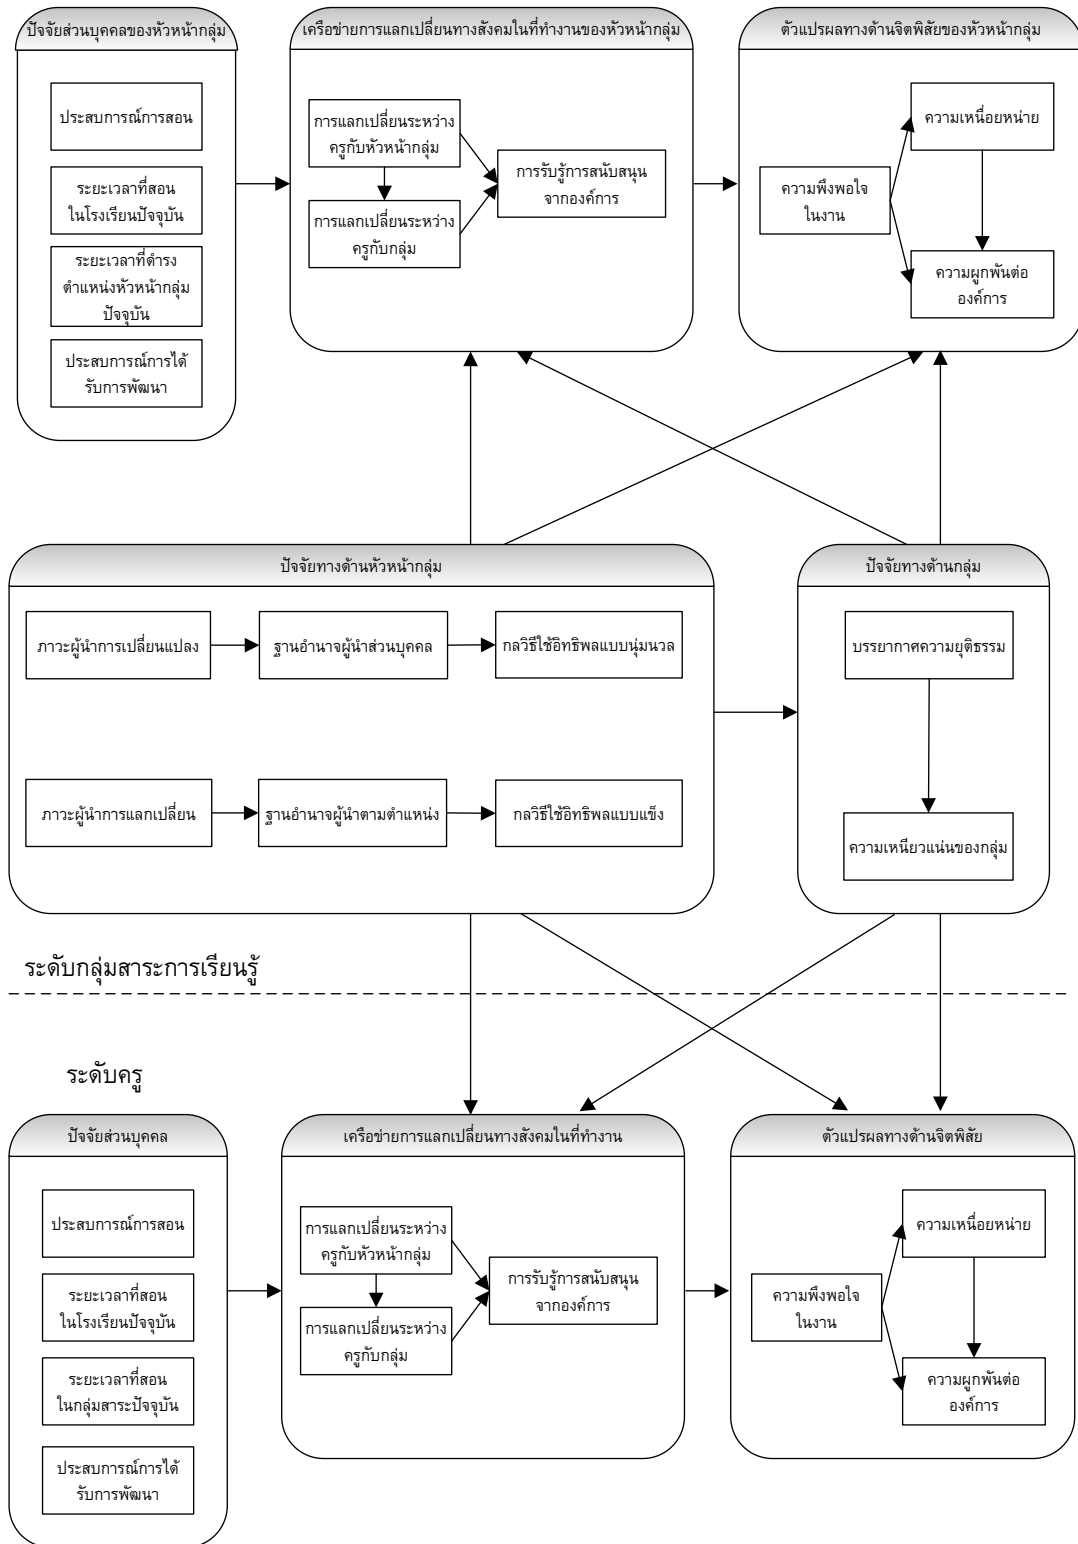 ปัจจัยส่วนบุคคลของหัวหน้ากลุ่ม
ประสบการณ์การสอน
ระยะเวลาที่สอน
ในโรงเรียนปัจจุบัน
ระยะเวลาที่ดำรง
ตำแหน่งหัวหน้ากลุ่ม
ปัจจุบัน
ประสบการณ์การได้
รับการพัฒนา
เครือข่ายการแลกเปลี่ยนทางสังคมในที่ทำงานของหัวหน้ากลุ่ม
การแลกเปลี่ยนระหว่าง
ครูกับหัวหน้ากลุ่ม
การแลกเปลี่ยนระหว่าง
ครูกับกลุ่ม
การรับรู้การสนับสนุน
จากองค์การ
ตัวแปรผลทางด้านจิตพิสัยของหัวหน้ากลุ่ม
ความเหนื่อยหน่าย
ความพึงพอใจ
ในงาน
ความผูกพันต่อ
องค์การ
ปัจจัยทางด้านหัวหน้ากลุ่ม
ภาวะผู้นำการเปลี่ยนแปลง
ฐานอำนาจผู้นำส่วนบุคคล
กลวิธีใช้อิทธิพลแบบนุ่มนวล
ภาวะผู้นำการแลกเปลี่ยน
ฐานอำนาจผู้นำตามตำแหน่ง
กลวิธีใช้อิทธิพลแบบแข็ง
ปัจจัยทางด้านกลุ่ม
บรรยากาศความยุติธรรม
ความเหนียวแน่นของกลุ่ม
ระดับกลุ่มสาระการเรียนรู้
ระดับครู
ปัจจัยส่วนบุคคล
ประสบการณ์การสอน
ระยะเวลาที่สอน
ในโรงเรียนปัจจุบัน
ระยะเวลาที่สอน
ในกลุ่มสาระปัจจุบัน
ประสบการณ์การได้
รับการพัฒนา
เครือข่ายการแลกเปลี่ยนทางสังคมในที่ทำงาน
การแลกเปลี่ยนระหว่าง
ครูกับหัวหน้ากลุ่ม
การแลกเปลี่ยนระหว่าง
ครูกับกลุ่ม
การรับรู้การสนับสนุน
จากองค์การ
ตัวแปรผลทางด้านจิตพิสัย
ความเหนื่อยหน่าย
ความพึงพอใจ
ในงาน
ความผูกพันต่อ
องค์การ